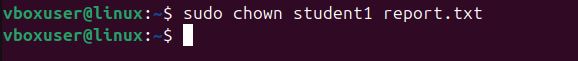 vboxuser@linux:~$ sudo chown student1 report.txt
vboxuser@linux:~$